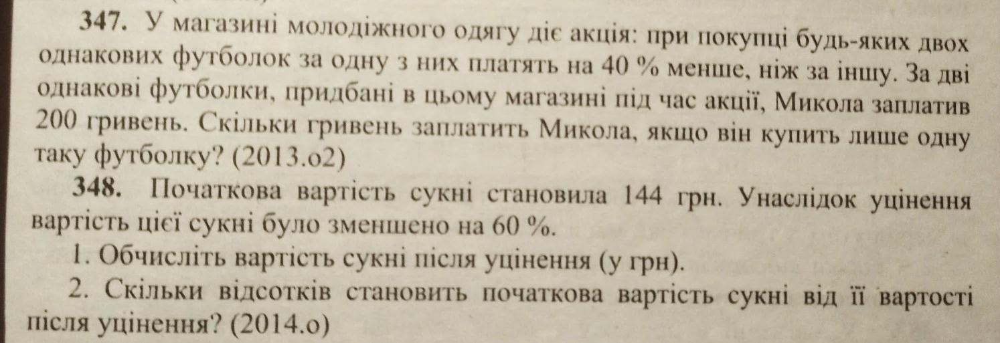 347. У магазині молодіжного одягу діє акція: при покупці будь-яких двох
однакових футболок за одну з них платять на 40 % менше, ніж за іншу. За дві
однакові футболки, придбані в цьому магазині під час акції, Микола заплатив
200 гривень. Скільки гривень заплатить Микола, якщо він купить лише одну
таку футболку? (2013.о2)
348. Початкова вартість сукні становила 144 грн. Унаслідок уцінення
вартість цієї сукні було зменшено на 60 %.
1. Обчисліть вартість сукні після уцінення (у грн).
2. Скільки відсотків становить початкова вартість сукні від її вартості
після уцінення? (2014.о)